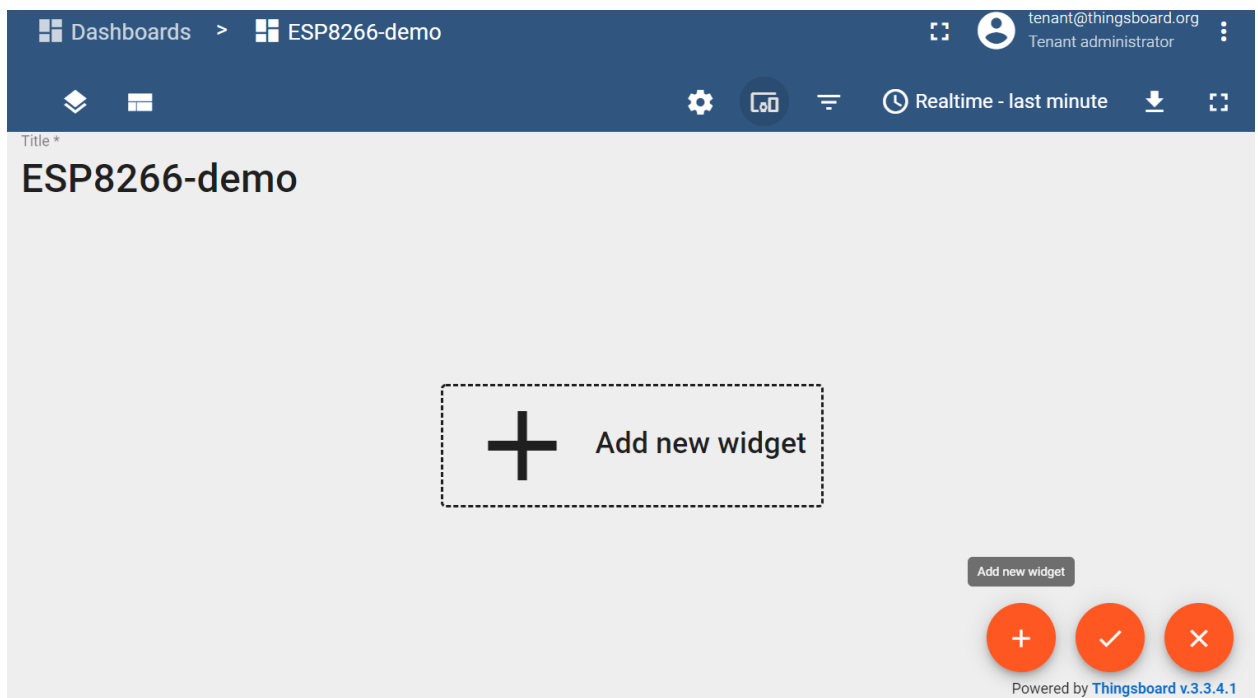 Dashboards > ESP8266-demo
tenant@thingsboard.org
Tenant administrator
Realtime - last minute
Title *
ESP8266-demo
Add new widget
Add new widget
Powered by Thingsboard v.3.3.4.1